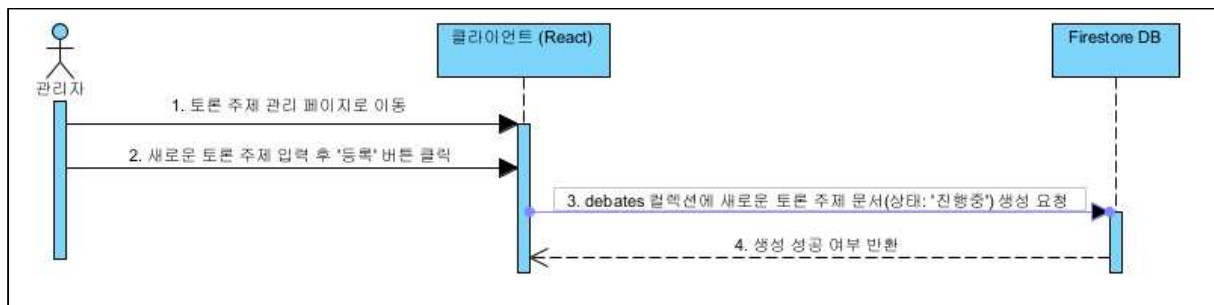 클라이언트 (React)
Firestore DB
관리자
1. 토론 주제 관리 페이지로 이동
2. 새로운 토론 주제 입력 후 '등록' 버튼 클릭
3. debates 컬렉션에 새로운 토론 주제 문서(상태: '진행중') 생성 요청
4. 생성 성공 여부 반환